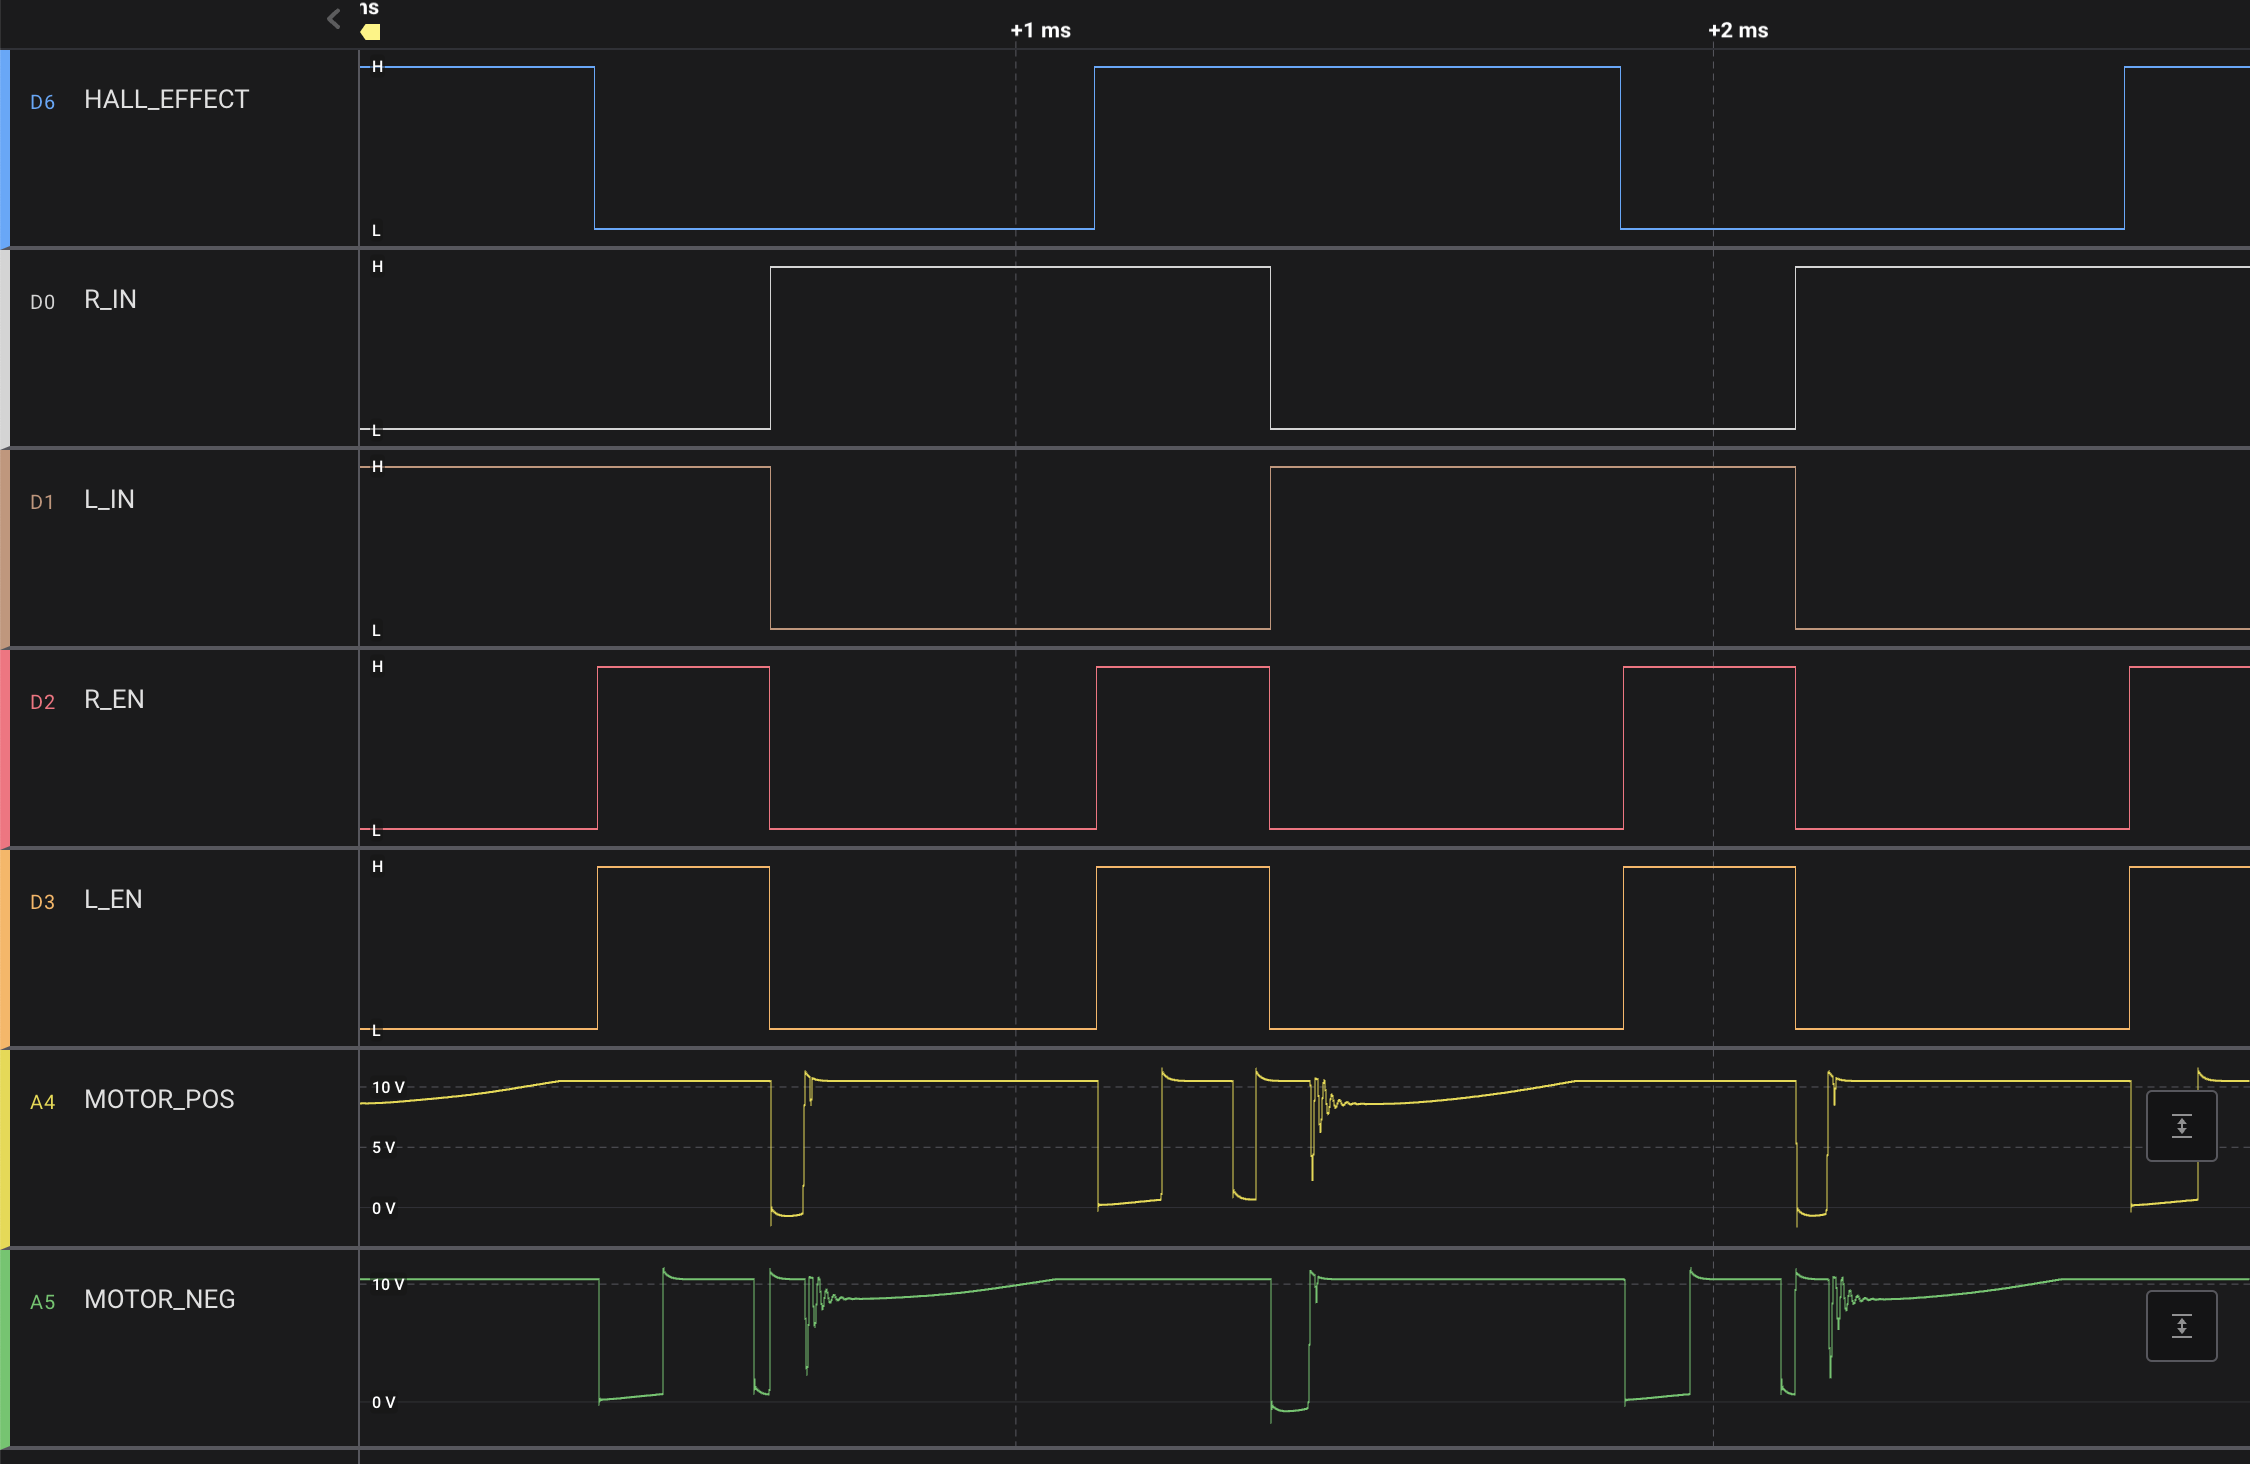 +1 ms
+2 ms
D6 HALL_EFFECT
H
L
D0 R_IN
H
L
D1 L_IN
H
L
D2 R_EN
H
L
D3 L_EN
H
L
A4 MOTOR_POS
10 V
5 V
0 V
A5 MOTOR_NEG
10 V
0 V